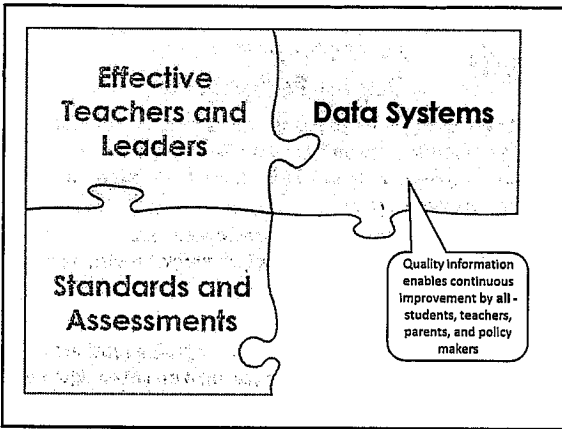 Effective
Teachers and
Leaders
Data Systems
Standards and
Assessments
Quality Information
enables continuous
improvement by all -
students, teachers,
parents, and policy
makers